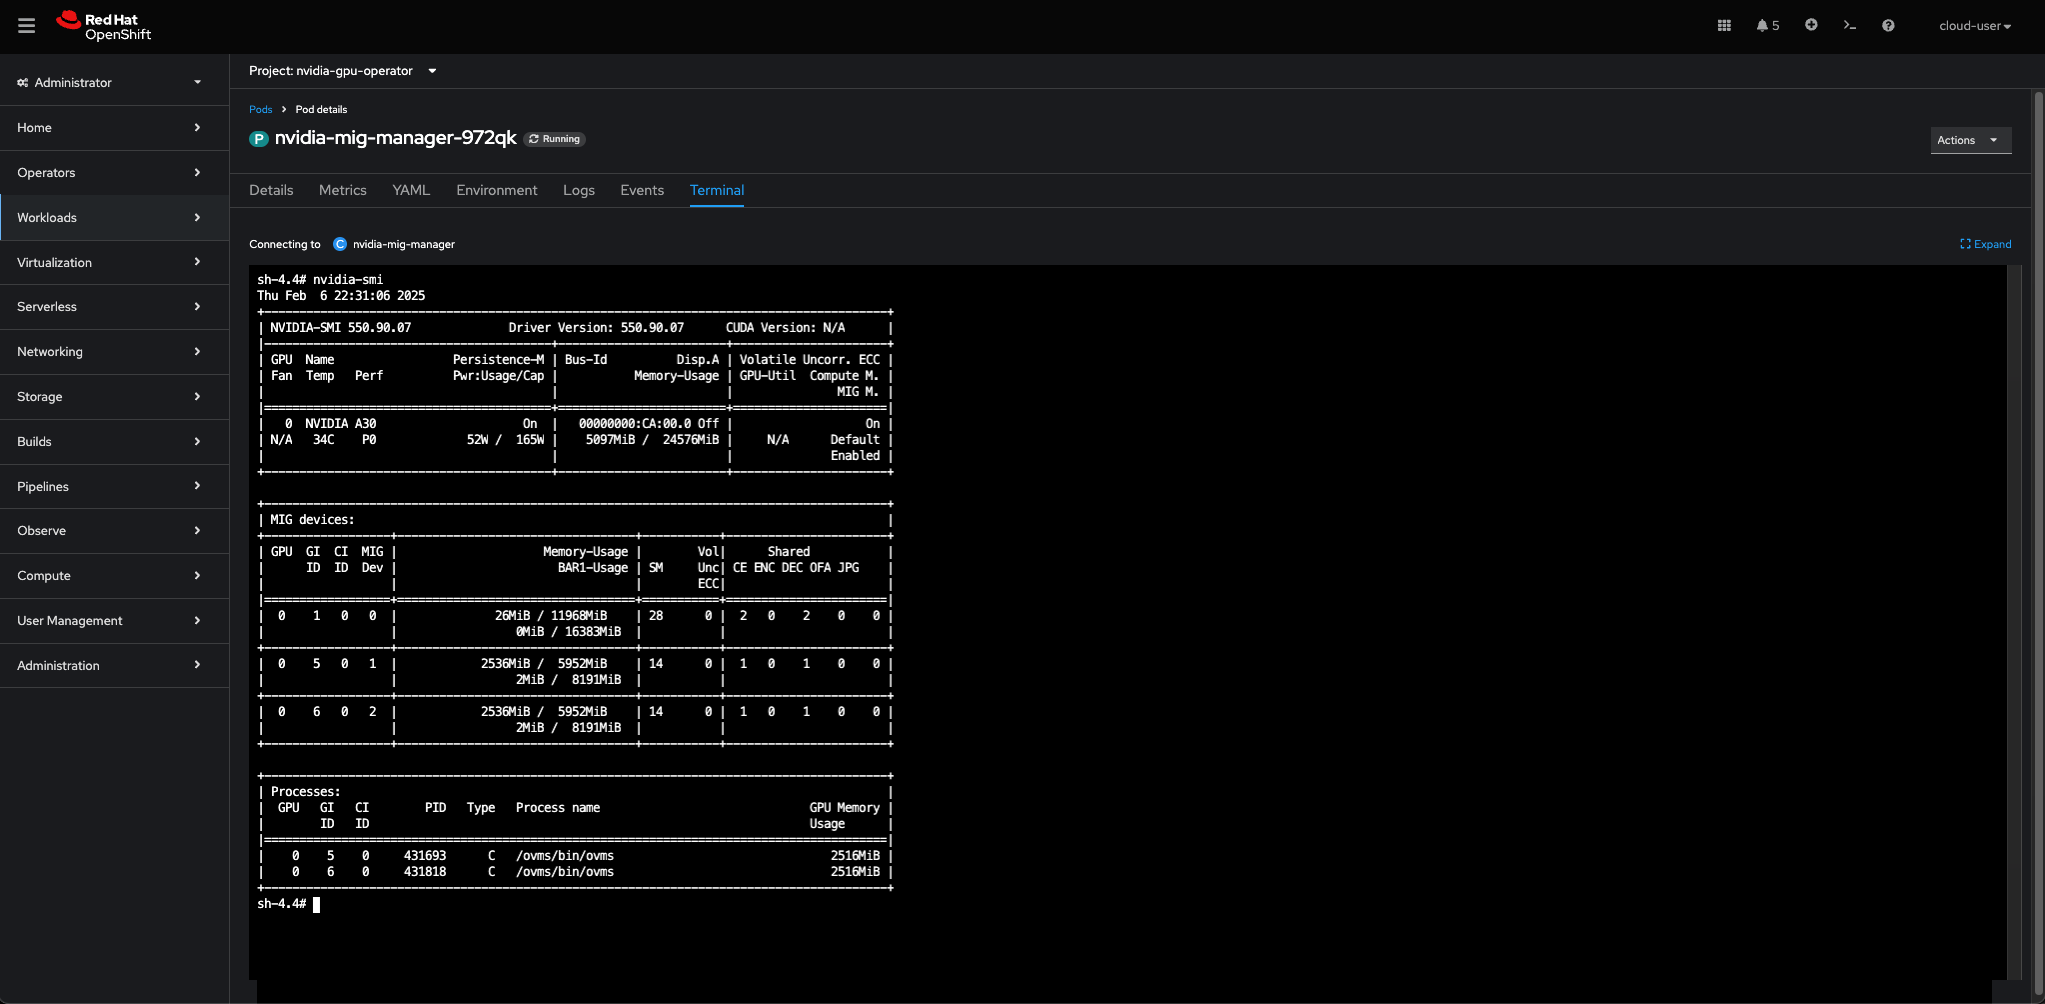 Red Hat
OpenShift
5
cloud-user
Administrator
Home
Operators
Workloads
Virtualization
Serverless
Networking
Storage
Builds
Pipelines
Observe
Compute
User Management
Administration
Project: nvidia-gpu-operator
Pods > Pod details
P nvidia-mig-manager-972qk Running
Actions
Details Metrics YAML Environment Logs Events Terminal
Connecting to C nvidia-mig-manager
Expand
sh-4.4# nvidia-smi
Thu Feb  6 22:31:06 2025
+-----------------------------------------------------------------------------------------+
| NVIDIA-SMI 550.90.07              Driver Version: 550.90.07      CUDA Version: N/A      |
|-----------------------------------------+------------------------+----------------------+
| GPU  Name                 Persistence-M | Bus-Id          Disp.A | Volatile Uncorr. ECC |
| Fan  Temp   Perf          Pwr:Usage/Cap |           Memory-Usage | GPU-Util  Compute M. |
|                                         |                        |               MIG M. |
|=========================================+========================+======================|
|   0  NVIDIA A30                     On  |   00000000:CA:00.0 Off |                   On |
| N/A   34C    P0              52W /  165W |    5097MiB /  24576MiB |     N/A      Default |
|                                         |                        |              Enabled |
+-----------------------------------------+------------------------+----------------------+
+-----------------------------------------------------------------------------------------+
| MIG devices:                                                                            |
+------------------+----------------------------------+-----------+-----------------------+
| GPU  GI  CI  MIG |                     Memory-Usage |        Vol|      Shared           |
|      ID  ID  Dev |                       BAR1-Usage | SM     Unc| CE ENC DEC OFA JPG    |
|                  |                                  |        ECC|                       |
|==================+==================================+===========+=======================|
|  0    1   0   0  |              26MiB / 11968MiB    | 28      0 |  2   0    2    0    0 |
|                  |                 0MiB / 16383MiB  |           |                       |
+------------------+----------------------------------+-----------+-----------------------+
|  0    5   0   1  |            2536MiB /  5952MiB    | 14      0 |  1   0    1    0    0 |
|                  |                 2MiB /  8191MiB  |           |                       |
+------------------+----------------------------------+-----------+-----------------------+
|  0    6   0   2  |            2536MiB /  5952MiB    | 14      0 |  1   0    1    0    0 |
|                  |                 2MiB /  8191MiB  |           |                       |
+------------------+----------------------------------+-----------+-----------------------+
+-----------------------------------------------------------------------------------------+
| Processes:                                                                              |
|  GPU   GI   CI        PID   Type   Process name                              GPU Memory |
|        ID   ID                                                               Usage      |
|=========================================================================================|
|    0    5    0     431693      C   /ovms/bin/ovms                               2516MiB |
|    0    6    0     431818      C   /ovms/bin/ovms                               2516MiB |
+-----------------------------------------------------------------------------------------+
sh-4.4#